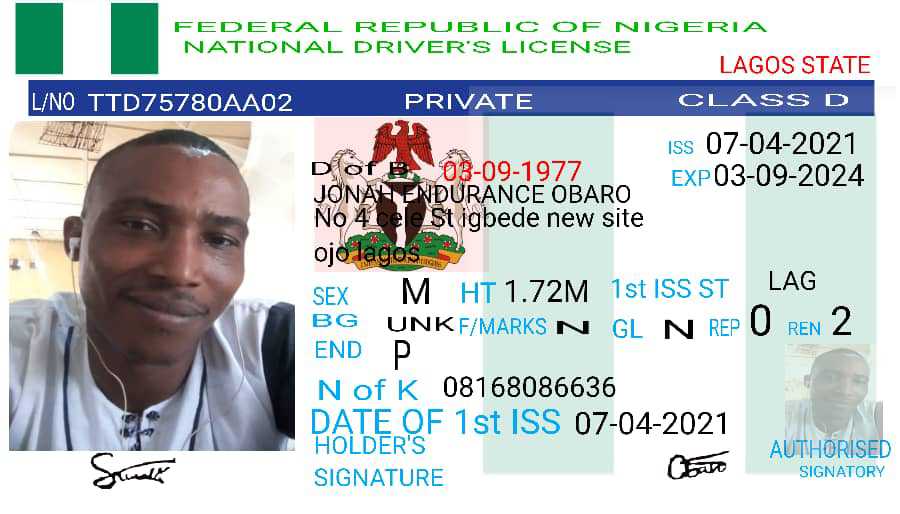 FEDERAL REPUBLIC OF NIGERIA
NATIONAL DRIVER'S LICENSE
LAGOS STATE
L/NO TTD75780AA02 PRIVATE CLASS D
ISS 07-04-2021
D of B 03-09-1977 EXP 03-09-2024
JONAH ENDURANCE OBARO
No 4 cele St igbede new site
ojo lagos
SEX M HT 1.72M 1st ISS ST LAG
BG UNK F/MARKS N GL N REP 0 REN 2
END P
N of K 08168086636
DATE OF 1st ISS 07-04-2021
HOLDER'S
SIGNATURE
AUTHORISED
SIGNATORY